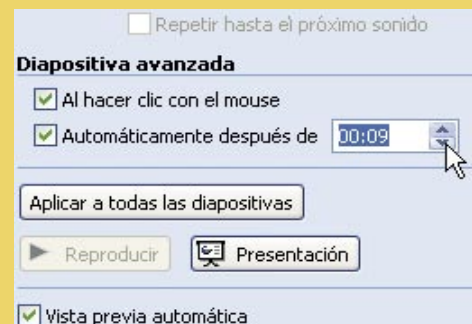 Repetir hasta el próximo sonido
Diapositiva avanzada
Al hacer clic con el mouse
Automáticamente después de 00:09
Aplicar a todas las diapositivas
Reproducir Presentación
Vista previa automática